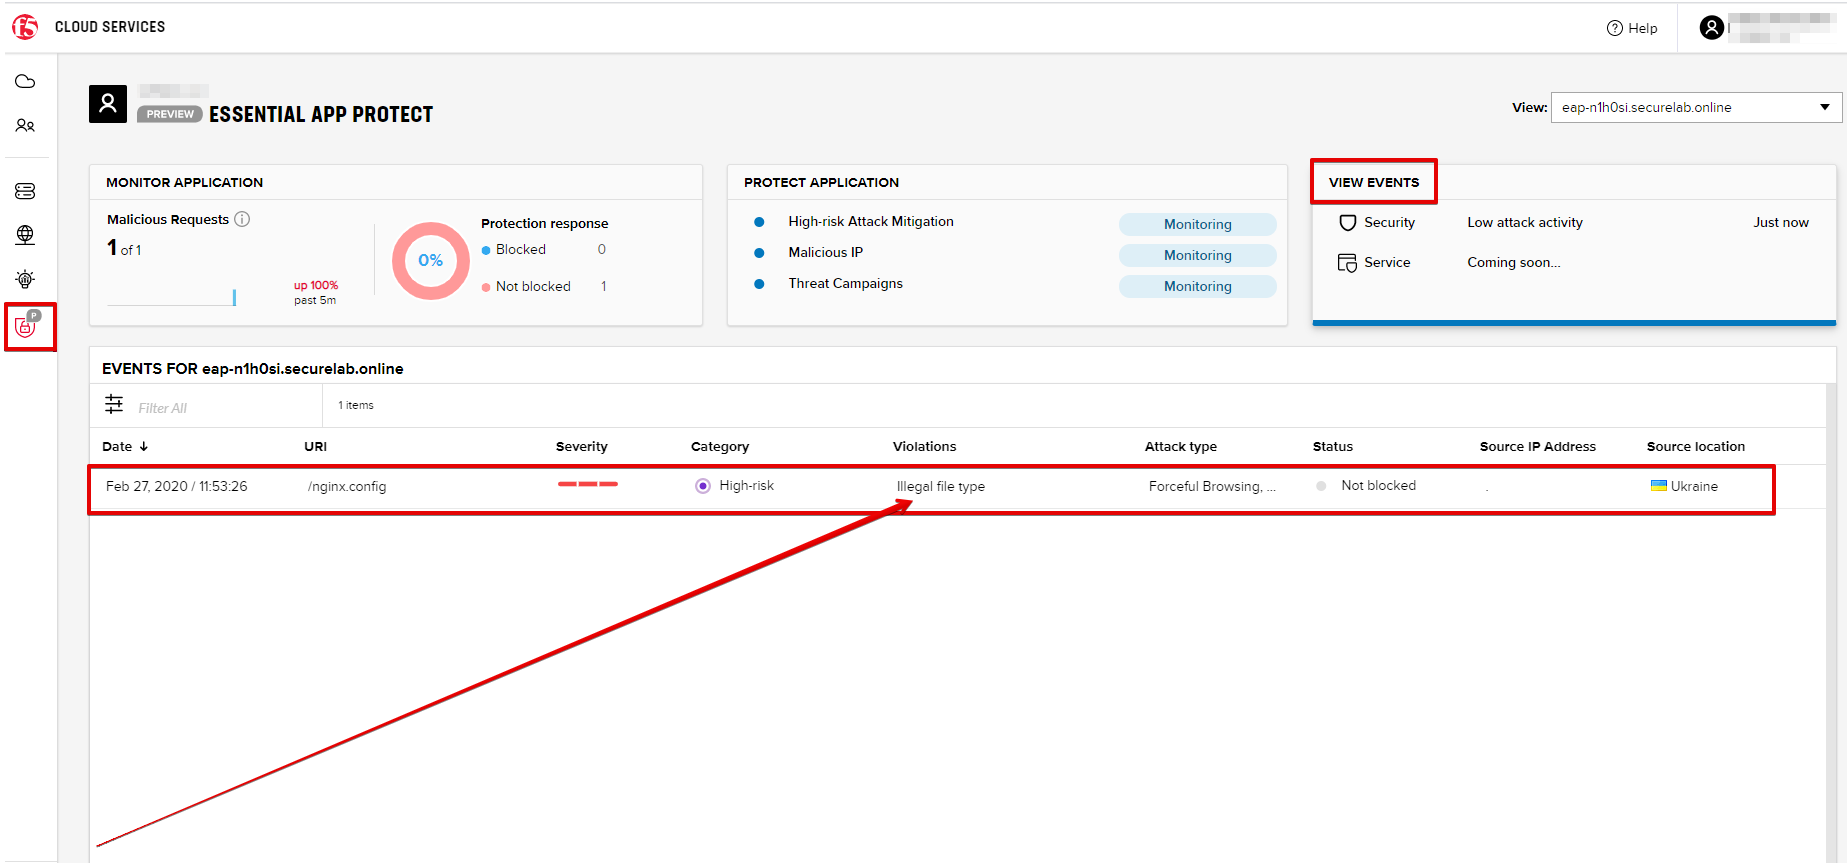 f5 CLOUD SERVICES
Help
PREVIEW ESSENTIAL APP PROTECT
View: eap-n1h0si.securelab.online
MONITOR APPLICATION
Malicious Requests
1 of 1
up 100%
past 5m
0%
Protection response
Blocked 0
Not blocked 1
PROTECT APPLICATION
High-risk Attack Mitigation Monitoring
Malicious IP Monitoring
Threat Campaigns Monitoring
VIEW EVENTS
Security Low attack activity Just now
Service Coming soon...
P
EVENTS FOR eap-n1h0si.securelab.online
Filter All 1 items
Date URI Severity Category Violations Attack type Status Source IP Address Source location
Feb 27, 2020 / 11:53:26 /nginx.config High-risk Illegal file type Forceful Browsing, ... Not blocked . Ukraine